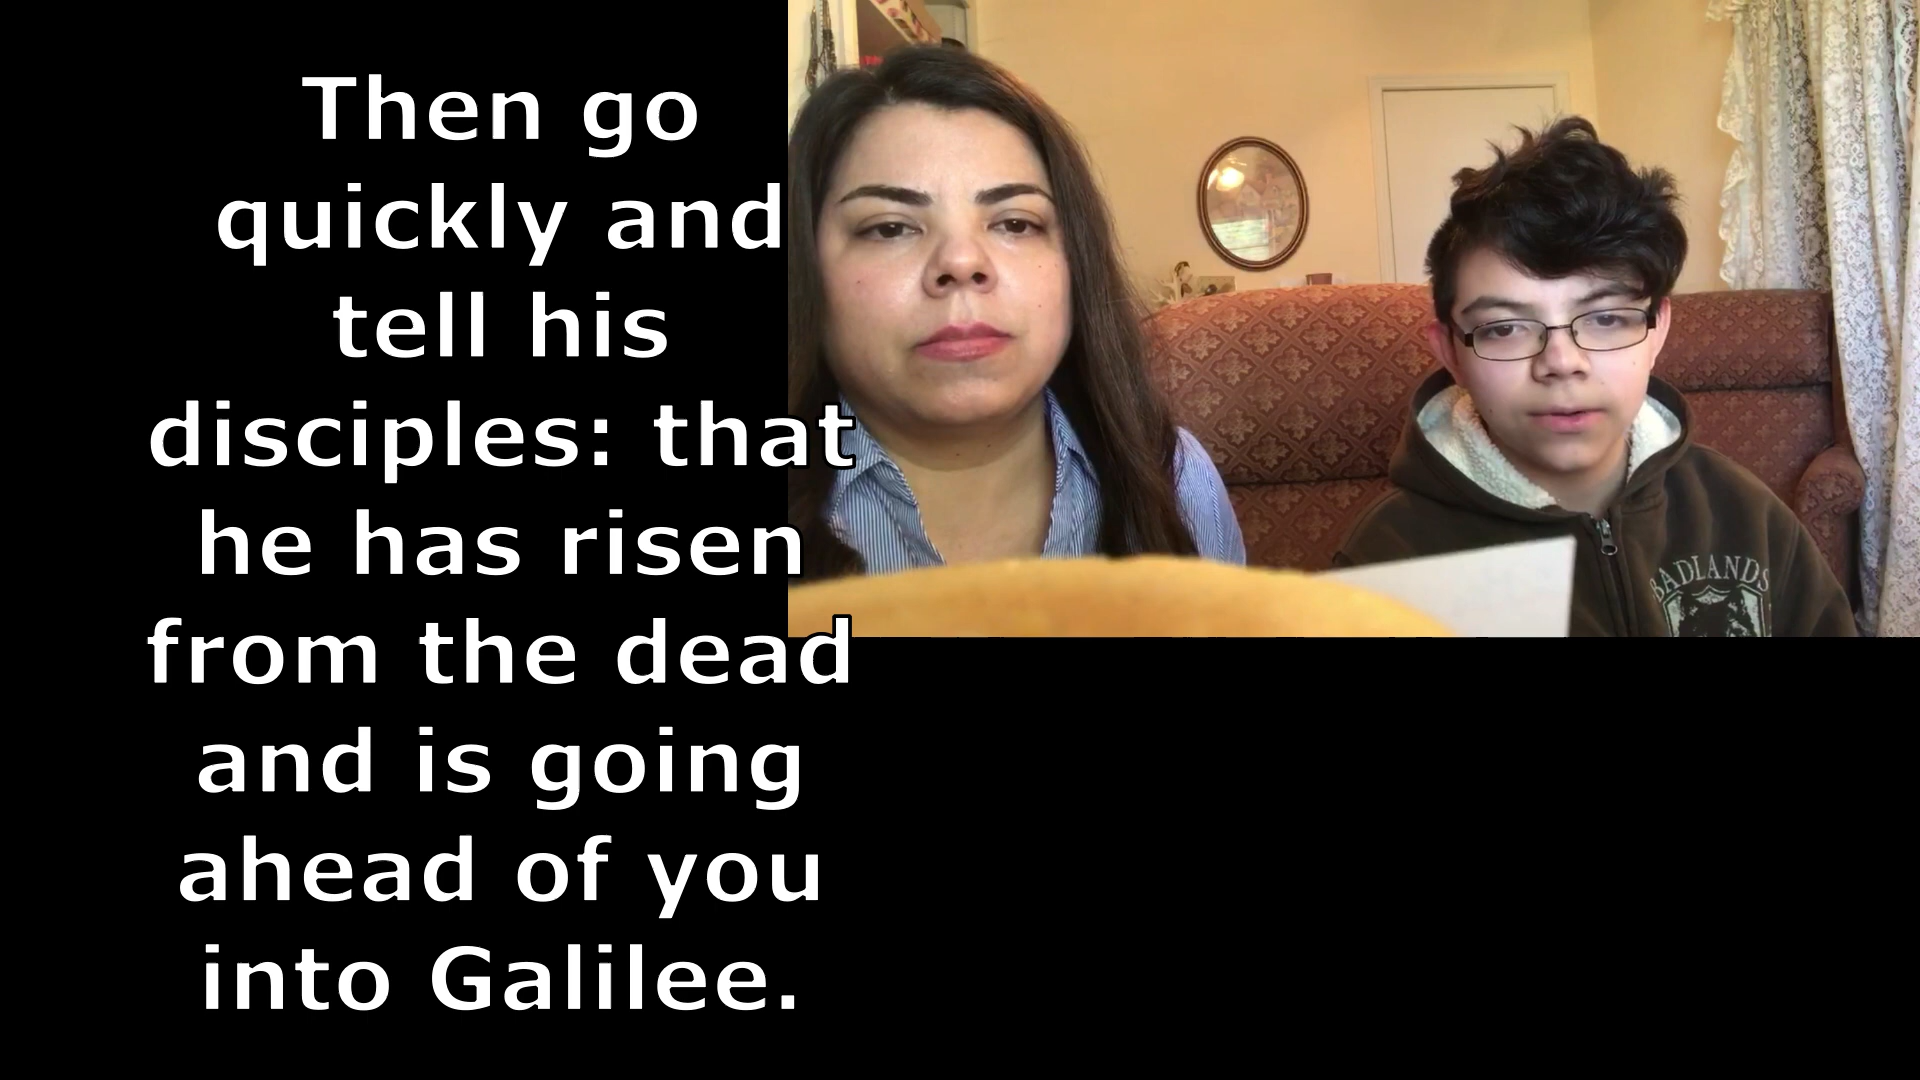 Then go
quickly and
tell his
disciples: that
he has risen
from the dead
and is going
ahead of you
into Galilee.
BADLANDS